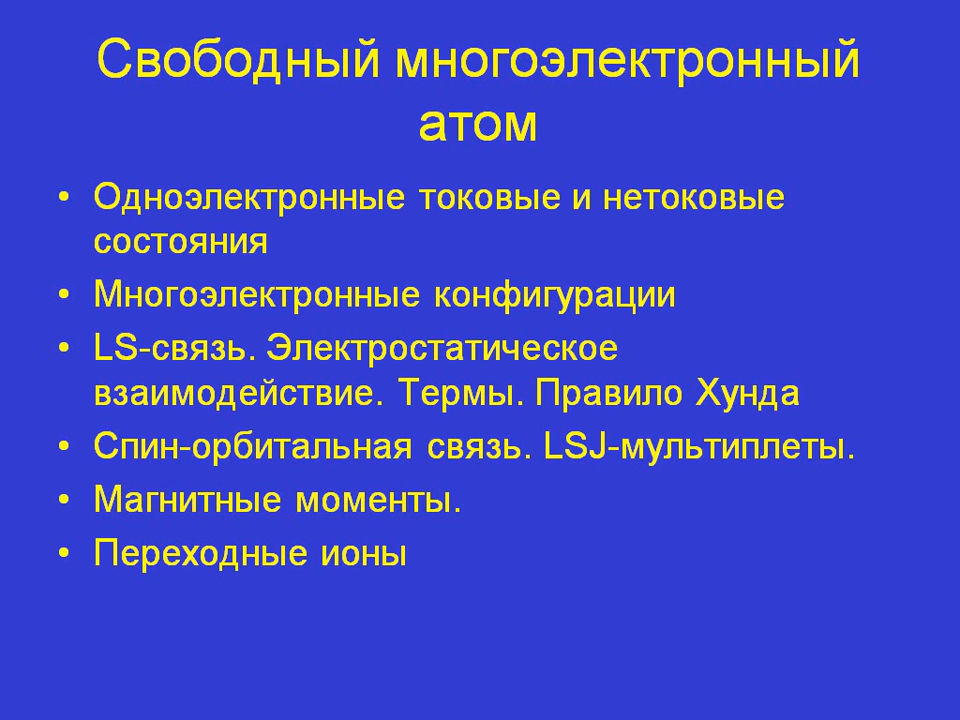 Свободный многоэлектронный
атом
• Одноэлектронные токовые и нетоковые
состояния
• Многоэлектронные конфигурации
• LS-связь. Электростатическое
взаимодействие. Термы. Правило Хунда
• Спин-орбитальная связь. LSJ-мультиплеты.
• Магнитные моменты.
• Переходные ионы